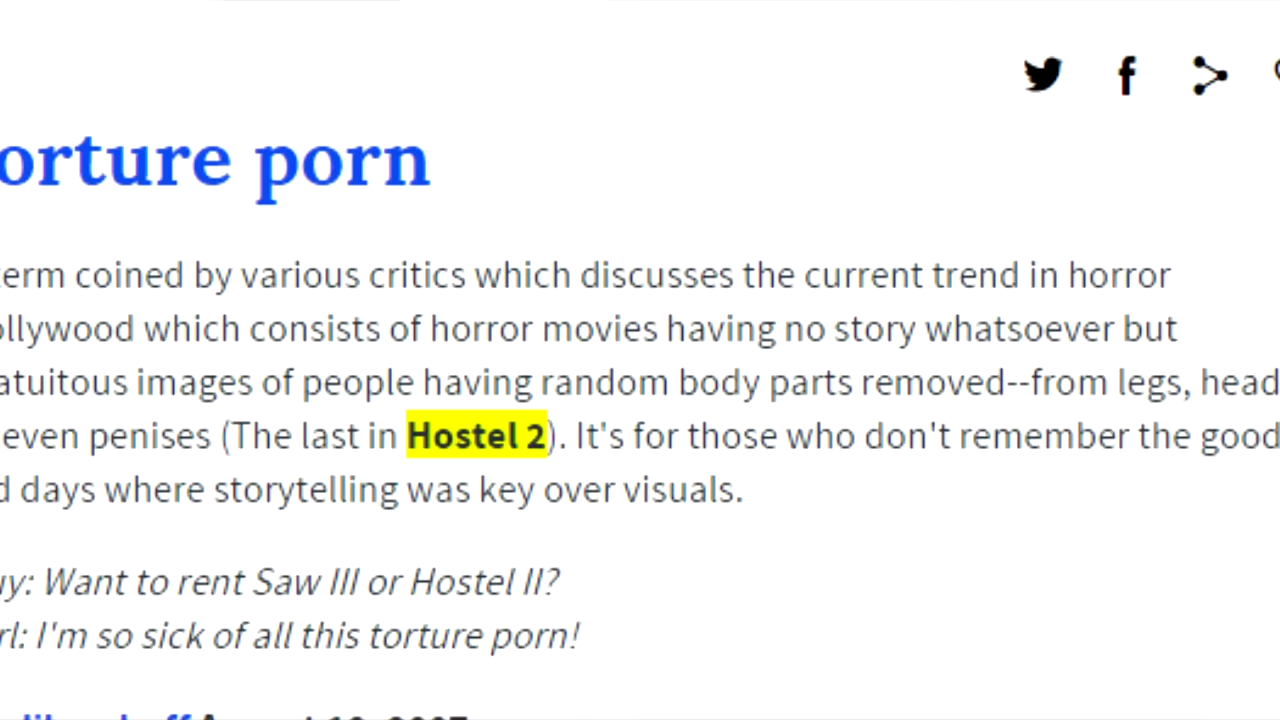 orture porn
erm coined by various critics which discusses the current trend in horror
ollywood which consists of horror movies having no story whatsoever but
atuitous images of people having random body parts removed--from legs, head
even penises (The last in Hostel 2). It's for those who don't remember the good
d days where storytelling was key over visuals.
uy: Want to rent Saw III or Hostel II?
rl: I'm so sick of all this torture porn!